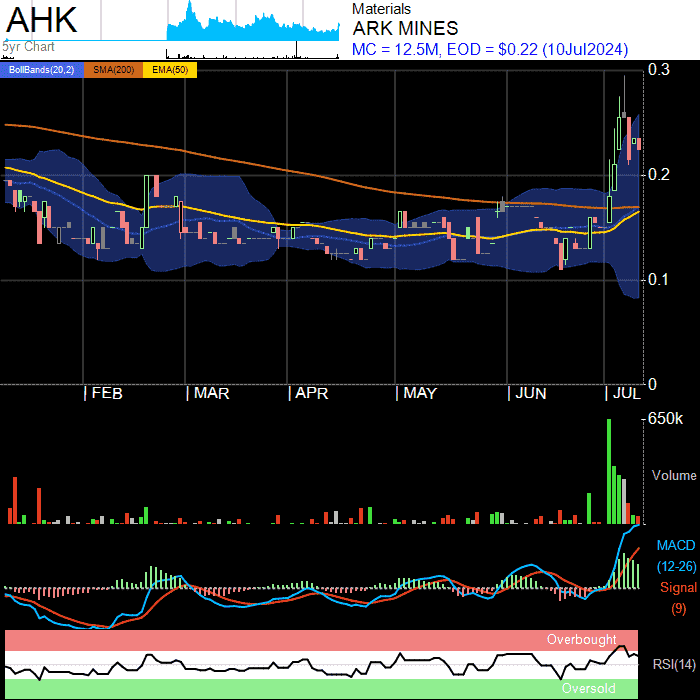 AHK
5yr Chart
Materials
ARK MINES
MC = 12.5M, EOD = $0.22 (10Jul2024)
BollBands(20,2) SMA(200) EMA(50)
0.3
0.2
0.1
0
FEB MAR APR MAY JUN JUL
650k
Volume
MACD
(12-26)
Signal
(9)
Overbought
RSI(14)
Oversold